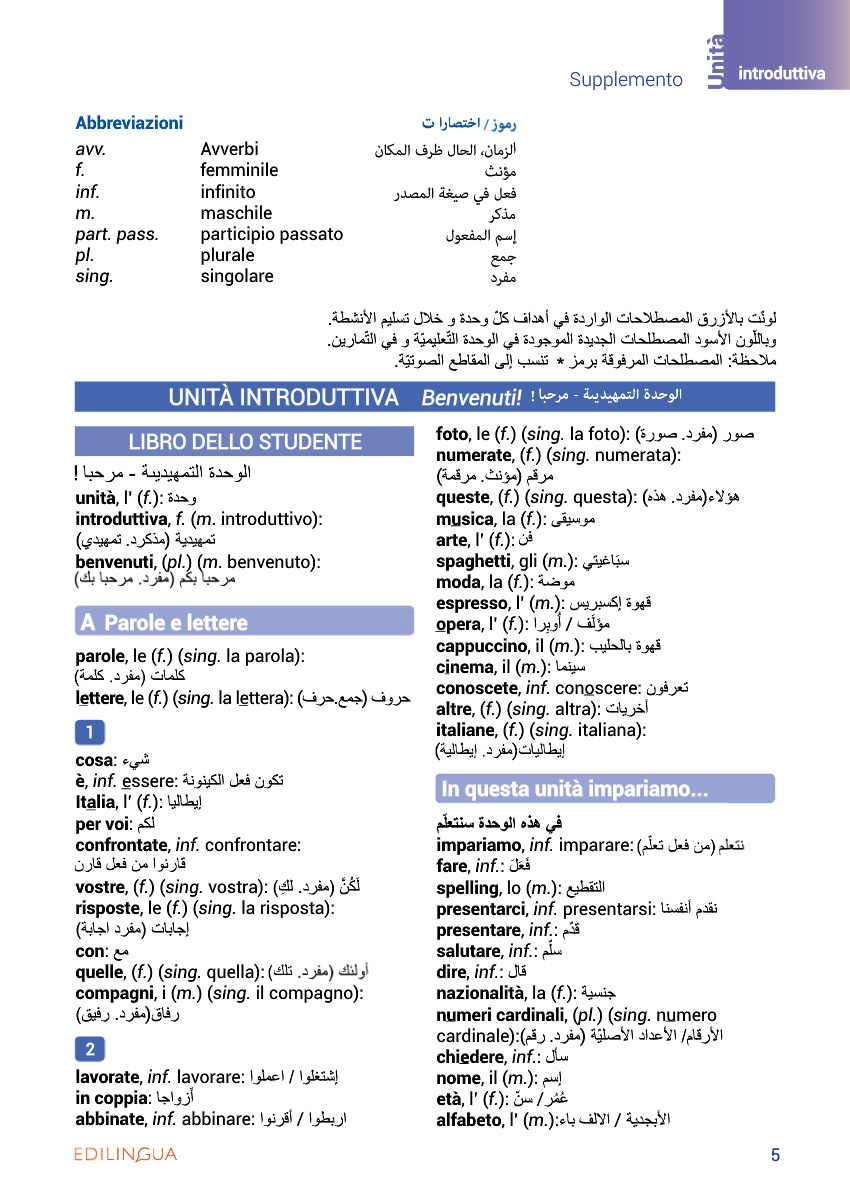 Supplemento
Unità
introduttiva
Abbreviazioni رموز / اختصارا ت
avv. Avverbi ألزمان، الحال ظرف المكان
f. femminile مؤنث
inf. infinito فعل في صيغة المصدر
m. maschile مذكر
part. pass. participio passato إسم المفعول
pl. plurale جمع
sing. singolare مفرد
لونّت بالأزرق المصطلاحات الواردة في أهداف كلّ وحدة و خلال تسليم الأنشطة.
وباللّون الأسود المصطلحات الجديدة الموجودة في الوحدة التّعليميّة و في التّمارين.
ملاحظة: المصطلحات المرفوقة برمز * تنسب إلى المقاطع الصوتيّة.
UNITÀ INTRODUTTIVA Benvenuti! الوحدة التمهيديىة - مرحبا !
LIBRO DELLO STUDENTE
الوحدة التمهيديىة - مرحبا !
unità, l' (f.): وحدة
introduttiva, f. (m. introduttivo):
تمهيدية (مذكرد. تمهيدي)
benvenuti, (pl.) (m. benvenuto):
مرحبا بكم (مفرد. مرحبا بك)
A Parole e lettere
parole, le (f.) (sing. la parola):
كلمات (مفرد. كلمة)
lettere, le (f.) (sing. la lettera): حروف (جمع.حرف)
1
cosa: شيء
è, inf. essere: تكون فعل الكينونة
Italia, l' (f.): إيطاليا
per voi: لكم
confrontate, inf. confrontare:
قارنوا من فعل قارن
vostre, (f.) (sing. vostra): لَكُنَّ (مفرد. لكِ)
risposte, le (f.) (sing. la risposta):
إجابات (مفرد اجابة)
con: مع
quelle, (f.) (sing. quella): أولئك (مفرد. تلك)
compagni, i (m.) (sing. il compagno):
رفاق(مفرد. رفيق)
2
lavorate, inf. lavorare: إشتغلوا / اعملوا
in coppia: أزواجا
abbinate, inf. abbinare: اربطوا / أقرنوا
foto, le (f.) (sing. la foto): صور (مفرد. صورة)
numerate, (f.) (sing. numerata):
مرقم (مؤنث. مرقمة)
queste, (f.) (sing. questa): هؤلاء(مفرد. هذه)
musica, la (f.): موسيقى
arte, l' (f.): فن
spaghetti, gli (m.): سبَاغيتي
moda, la (f.): موضة
espresso, l' (m.): قهوة إكسبريس
opera, l' (f.): مؤلَف / أوبِرا
cappuccino, il (m.): قهوة بالحليب
cinema, il (m.): سينما
conoscete, inf. conoscere: تعرفون
altre, (f.) (sing. altra): أخريات
italiane, (f.) (sing. italiana):
إيطاليات(مفرد. إيطالية)
In questa unità impariamo...
في هذه الوحدة سنتعلّم
impariamo, inf. imparare: نتعلم (من فعل تعلّم)
fare, inf.: فَعَلَ
spelling, lo (m.): التقطيع
presentarci, inf. presentarsi: نقدم أنفسنا
presentare, inf.: قدّم
salutare, inf.: سلّم
dire, inf.: قال
nazionalità, la (f.): جنسية
numeri cardinali, (pl.) (sing. numero
cardinale): الأرقام/ الأعداد الأصليّة (مفرد. رقم)
chiedere, inf.: سأل
nome, il (m.): إسم
età, l' (f.): عُمُر/ سنّ
alfabeto, l' (m.): الأبجدية / الالف باء
EDILINGUA
5